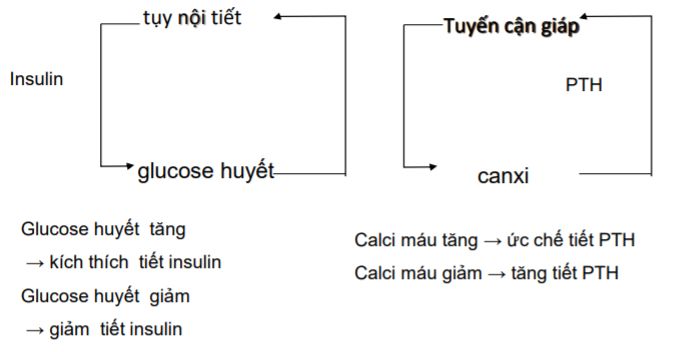 tụy nội tiết
Insulin
glucose huyết
Glucose huyết tăng
→ kích thích tiết insulin
Glucose huyết giảm
→ giảm tiết insulin
Tuyến cận giáp
PTH
canxi
Calci máu tăng → ức chế tiết PTH
Calci máu giảm → tăng tiết PTH